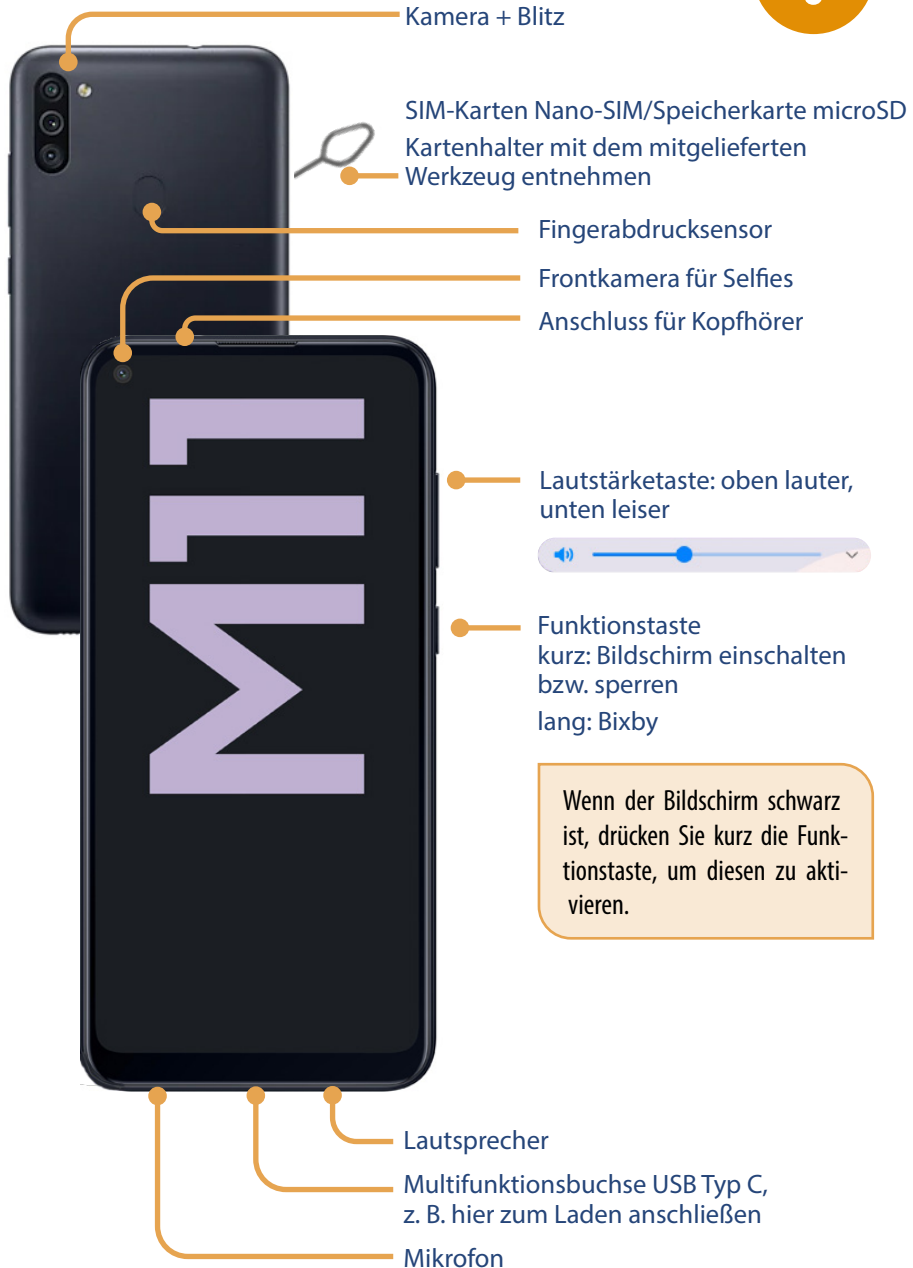 Kamera + Blitz
SIM-Karten Nano-SIM/Speicherkarte microSD
Kartenhalter mit dem mitgelieferten
Werkzeug entnehmen
Fingerabdrucksensor
Frontkamera für Selfies
Anschluss für Kopfhörer
M11
Lautstärketaste: oben lauter,
unten leiser
Funktionstaste
kurz: Bildschirm einschalten
bzw. sperren
lang: Bixby
Wenn der Bildschirm schwarz
ist, drücken Sie kurz die Funk-
tionstaste, um diesen zu akti-
vieren.
Lautsprecher
Multifunktionsbuchse USB Typ C,
z. B. hier zum Laden anschließen
Mikrofon